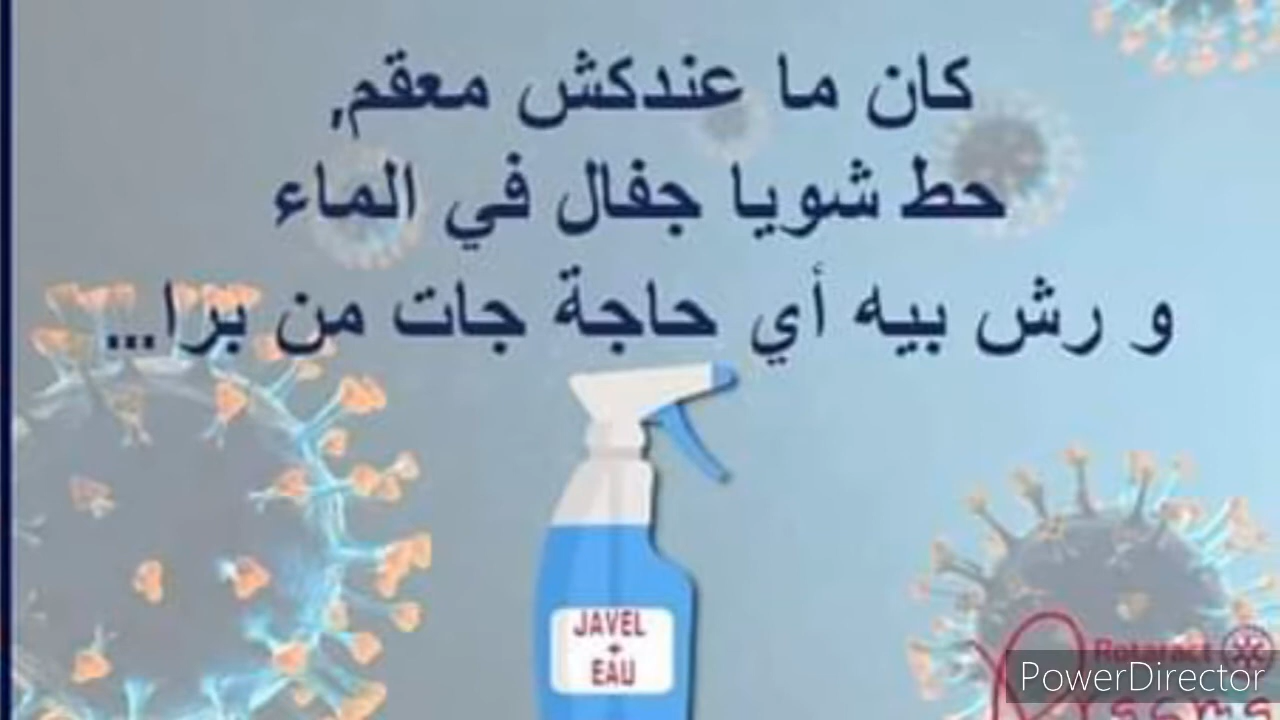 كان ما عندكش معقم,
حط شويا جفال في الماء
و رش بيه أي حاجة جات من برا...
JAVEL
+
EAU
Rotaract
PowerDirector